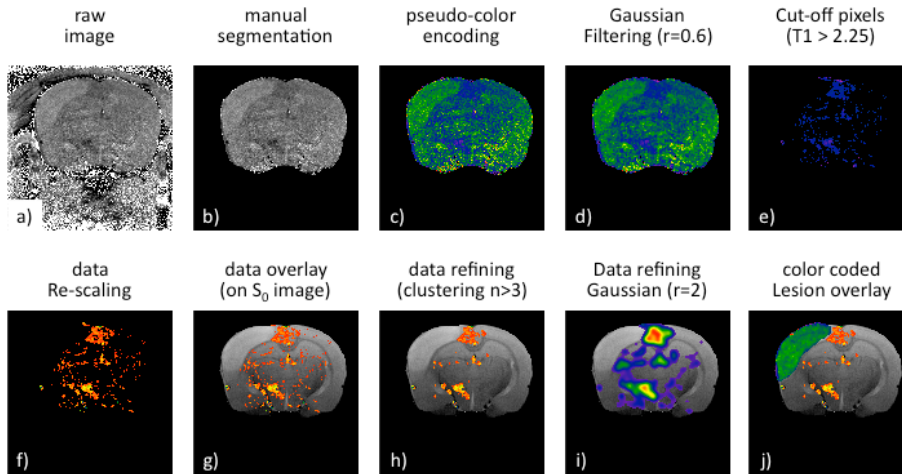 raw
image
manual
segmentation
pseudo-color
encoding
Gaussian
Filtering (r=0.6)
Cut-off pixels
(T1 > 2.25)
a)
b)
c)
d)
e)
data
Re-scaling
data overlay
(on S₀ image)
data refining
(clustering n>3)
Data refining
Gaussian (r=2)
color coded
Lesion overlay
f)
g)
h)
i)
j)